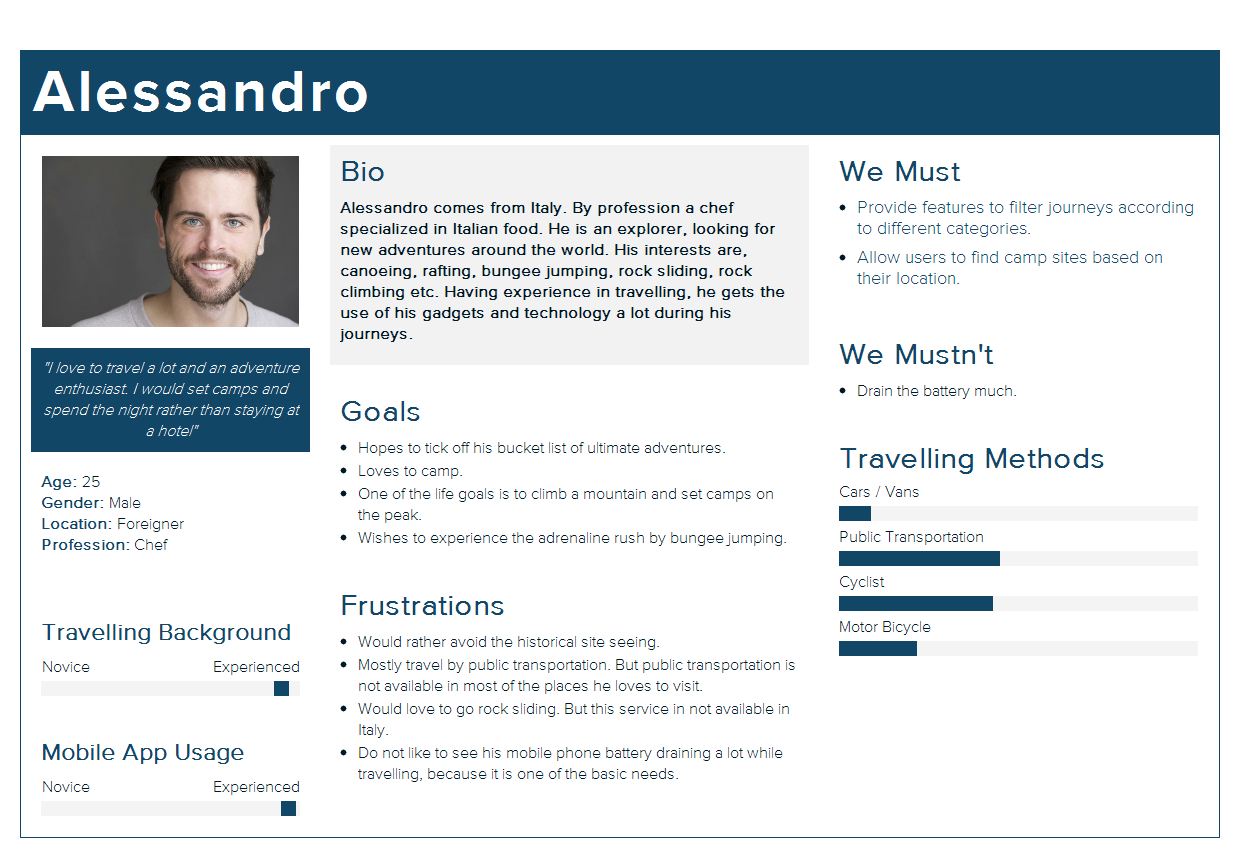 Alessandro
"I love to travel a lot and an adventure
enthusiast. I would set camps and
spend the night rather than staying at
a hotel"
Age: 25
Gender: Male
Location: Foreigner
Profession: Chef
Travelling Background
Novice Experienced
Mobile App Usage
Novice Experienced
Bio
Alessandro comes from Italy. By profession a chef
specialized in Italian food. He is an explorer, looking for
new adventures around the world. His interests are,
canoeing, rafting, bungee jumping, rock sliding, rock
climbing etc. Having experience in travelling, he gets the
use of his gadgets and technology a lot during his
journeys.
Goals
• Hopes to tick off his bucket list of ultimate adventures.
• Loves to camp.
• One of the life goals is to climb a mountain and set camps on
the peak.
• Wishes to experience the adrenaline rush by bungee jumping.
Frustrations
• Would rather avoid the historical site seeing.
• Mostly travel by public transportation. But public transportation is
not available in most of the places he loves to visit.
• Would love to go rock sliding. But this service in not available in
Italy.
• Do not like to see his mobile phone battery draining a lot while
travelling, because it is one of the basic needs.
We Must
• Provide features to filter journeys according
to different categories.
• Allow users to find camp sites based on
their location.
We Mustn't
• Drain the battery much.
Travelling Methods
Cars / Vans
Public Transportation
Cyclist
Motor Bicycle